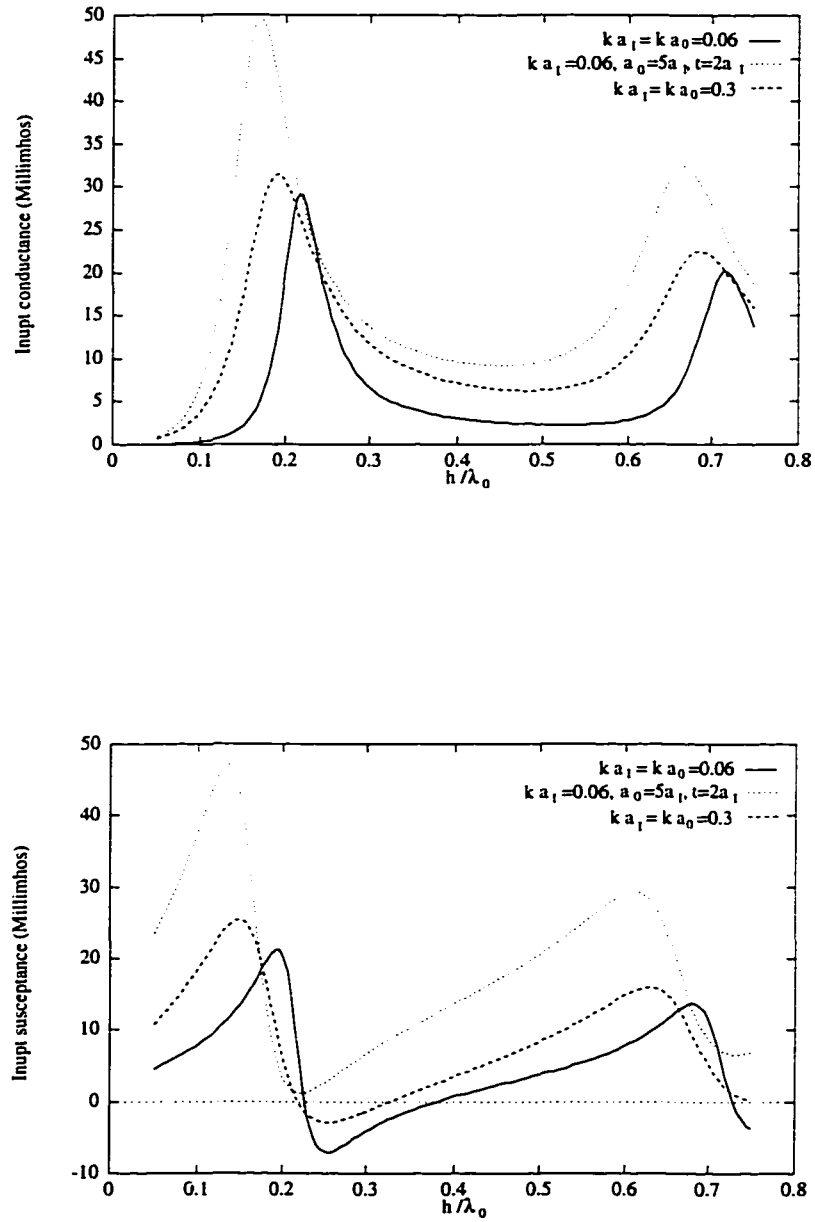 50
45
40
35
30
25
20
15
10
5
0
Inupt conductance (Millimhos)
k a₁= k a₀=0.06
k a₁=0.06, a₀=5a₁, t=2a₁
k a₁= k a₀=0.3
0 0.1 0.2 0.3 0.4 0.5 0.6 0.7 0.8
h/λ₀
50
40
30
20
10
0
-10
Inupt susceptance (Millimhos)
k a₁= k a₀=0.06
k a₁=0.06, a₀=5a₁, t=2a₁
k a₁= k a₀=0.3
0 0.1 0.2 0.3 0.4 0.5 0.6 0.7 0.8
h/λ₀